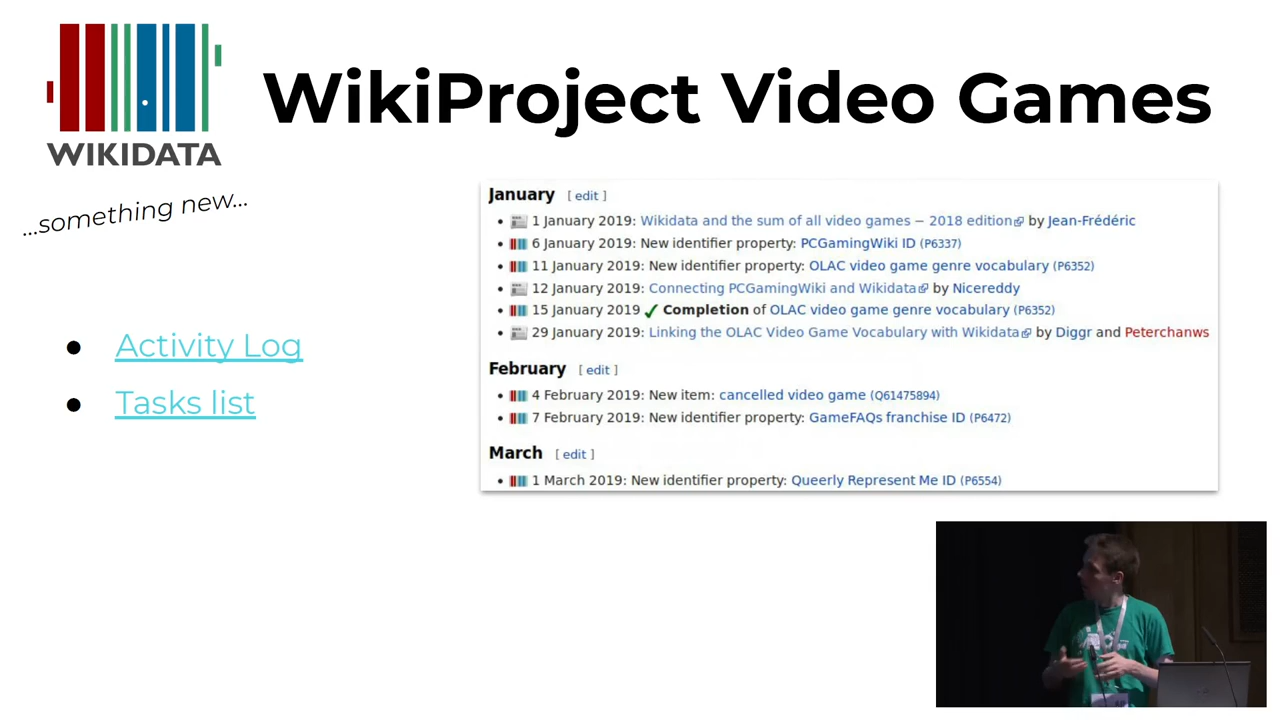 WIKIDATA
WikiProject Video Games
...something new...
Activity Log
Tasks list
January [ edit ]
1 January 2019: Wikidata and the sum of all video games − 2018 edition by Jean-Frédéric
6 January 2019: New identifier property: PCGamingWiki ID (P6337)
11 January 2019: New identifier property: OLAC video game genre vocabulary (P6352)
12 January 2019: Connecting PCGamingWiki and Wikidata by Nicereddy
15 January 2019 ✓ Completion of OLAC video game genre vocabulary (P6352)
29 January 2019: Linking the OLAC Video Game Vocabulary with Wikidata by Diggr and Peterchanws
February [ edit ]
4 February 2019: New item: cancelled video game (Q61475894)
7 February 2019: New identifier property: GameFAQs franchise ID (P6472)
March [ edit ]
1 March 2019: New identifier property: Queerly Represent Me ID (P6554)